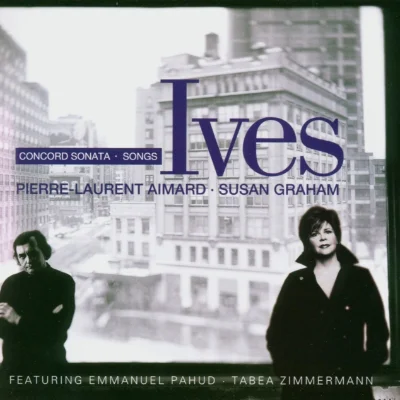 Ives
CONCORD SONATA · SONGS
PIERRE-LAURENT AIMARD · SUSAN GRAHAM
FEATURING EMMANUEL PAHUD · TABEA ZIMMERMANN